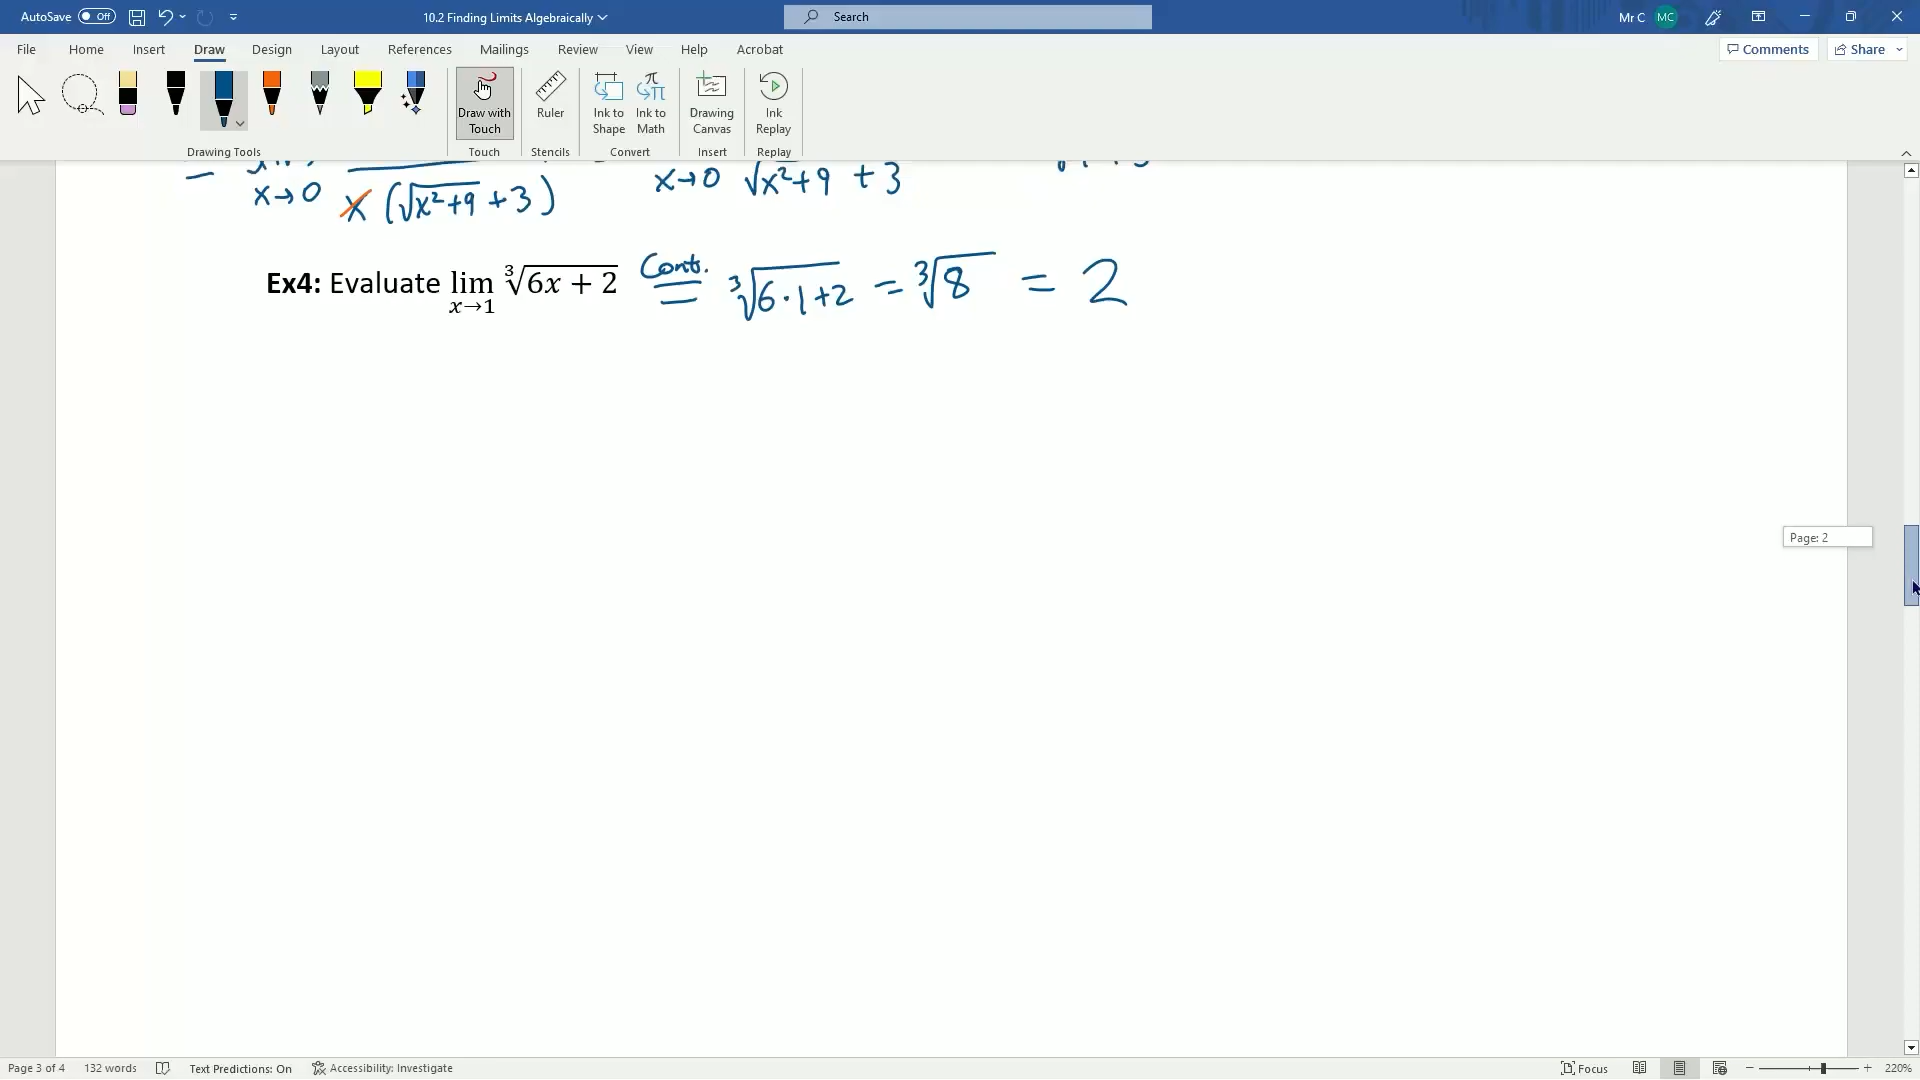 AutoSave Off 10.2 Finding Limits Algebraically Search Mr C MC
File Home Insert Draw Design Layout References Mailings Review View Help Acrobat Comments Share
Draw with Touch Ruler Ink to Shape Ink to Math Drawing Canvas Ink Replay
Drawing Tools Touch Stencils Convert Insert Replay
= x→0 x (√x²+9 + 3) x→0 √x²+9 + 3
Ex4: Evaluate lim x→1 ∛6x + 2 Cont. = ∛6·1+2 = ∛8 = 2
Page: 2
Page 3 of 4 132 words Text Predictions: On Accessibility: Investigate Focus 220%